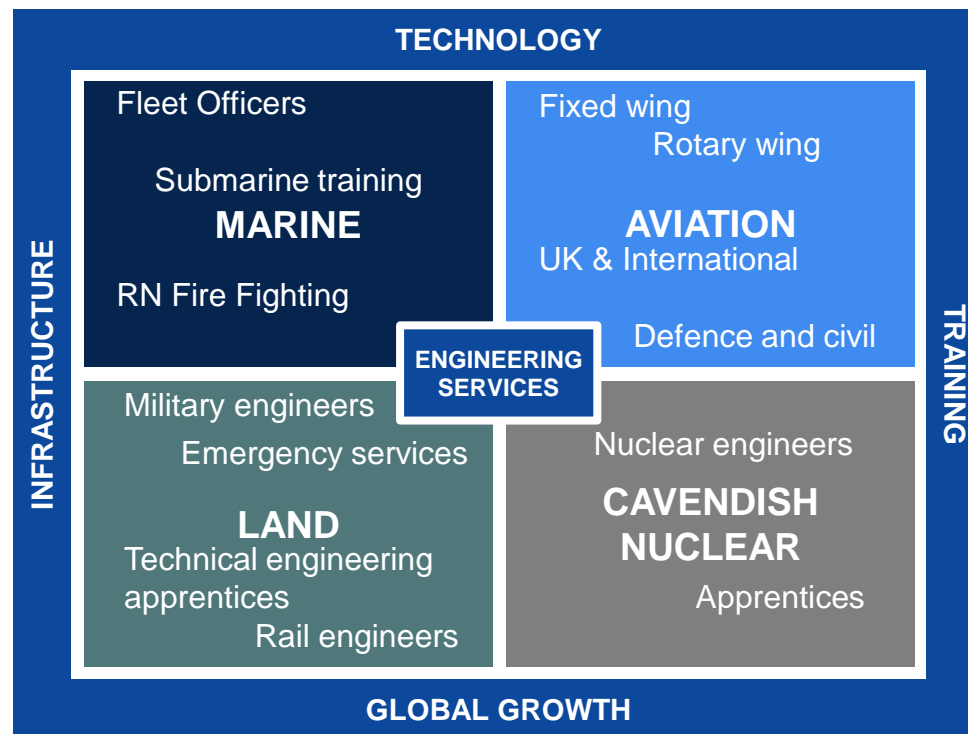 TECHNOLOGY
INFRASTRUCTURE
Fleet Officers
Submarine training
MARINE
RN Fire Fighting
Fixed wing
Rotary wing
AVIATION
UK & International
Defence and civil
TRAINING
ENGINEERING
SERVICES
Military engineers
Emergency services
LAND
Technical engineering
apprentices
Rail engineers
Nuclear engineers
CAVENDISH
NUCLEAR
Apprentices
GLOBAL GROWTH